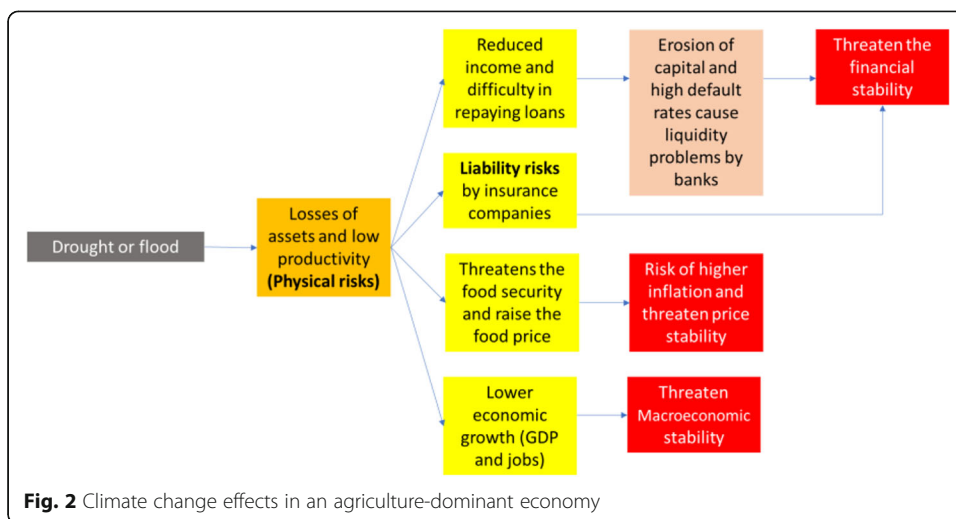 Reduced
income and
difficulty in
repaying loans
Erosion of
capital and
high default
rates cause
liquidity
problems by
banks
Threaten the
financial
stability
Liability risks
by insurance
companies
Drought or flood
Losses of
assets and low
productivity
(Physical risks)
Threatens the
food security
and raise the
food price
Risk of higher
inflation and
threaten price
stability
Lower
economic
growth (GDP
and jobs)
Threaten
Macroeconomic
stability
Fig. 2 Climate change effects in an agriculture-dominant economy